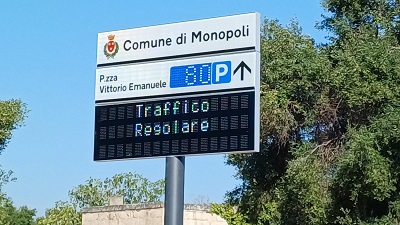 Comune di Monopoli
P.zza
Vittorio Emanuele 80 P
Traffico
Regolare